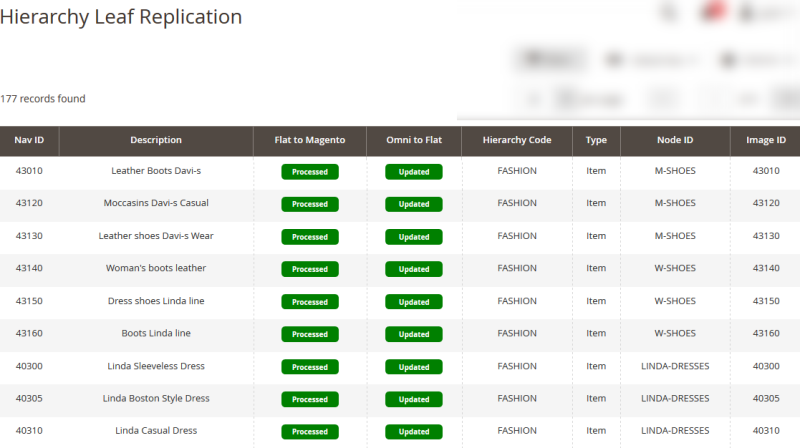 Hierarchy Leaf Replication
177 records found
Nav ID Description Flat to Magento Omni to Flat Hierarchy Code Type Node ID Image ID
43010 Leather Boots Davi-s Processed Updated FASHION Item M-SHOES 43010
43120 Moccasins Davi-s Casual Processed Updated FASHION Item M-SHOES 43120
43130 Leather shoes Davi-s Wear Processed Updated FASHION Item M-SHOES 43130
43140 Woman's boots leather Processed Updated FASHION Item W-SHOES 43140
43150 Dress shoes Linda line Processed Updated FASHION Item W-SHOES 43150
43160 Boots Linda line Processed Updated FASHION Item W-SHOES 43160
40300 Linda Sleeveless Dress Processed Updated FASHION Item LINDA-DRESSES 40300
40305 Linda Boston Style Dress Processed Updated FASHION Item LINDA-DRESSES 40305
40310 Linda Casual Dress Processed Updated FASHION Item LINDA-DRESSES 40310